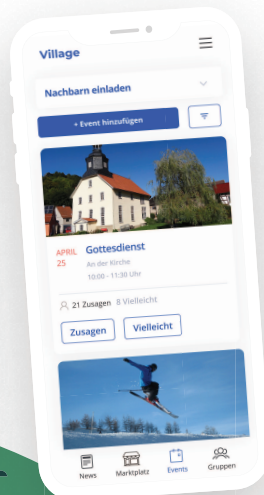 Village
Nachbarn einladen
+ Event hinzufügen
APRIL
25
Gottesdienst
An der Kirche
10:00 - 11:30 Uhr
21 Zusagen 8 Vielleicht
Zusagen Vielleicht
News Marktplatz Events Gruppen